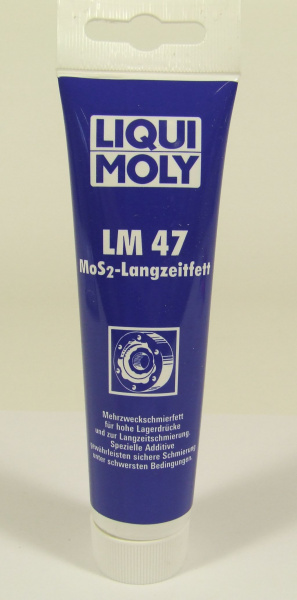 LIQUI
MOLY
LM 47
MoS2-Langzeitfett
Mehrzweckschmierfett
für hohe Lagerdrücke
und zur Langzeitschmierung.
Spezielle Additive
gewährleisten sichere Schmierung
unter schwersten Bedingungen.